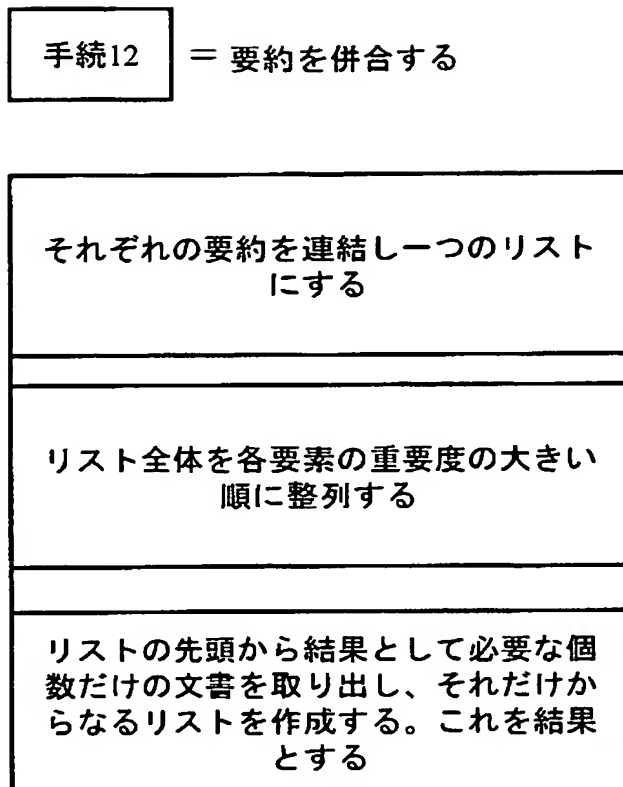 手続12 = 要約を併合する
それぞれの要約を連結し一つのリスト
にする
リスト全体を各要素の重要度の大きい
順に整列する
リストの先頭から結果として必要な個
数だけの文書を取り出し、それだけか
らなるリストを作成する。これを結果
とする